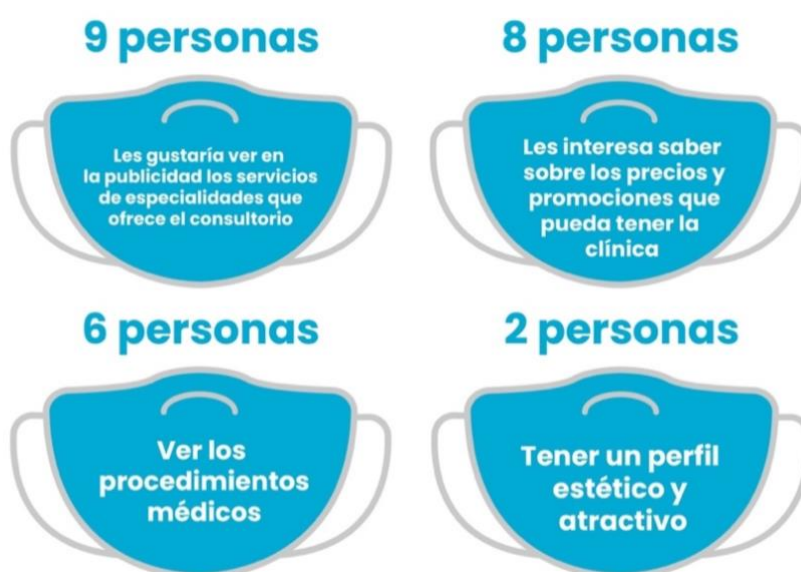 9 personas
Les gustaría ver en
la publicidad los servicios
de especialidades que
ofrece el consultorio
8 personas
Les interesa saber
sobre los precios y
promociones que
pueda tener la
clínica
6 personas
Ver los
procedimientos
médicos
2 personas
Tener un perfil
estético y
atractivo